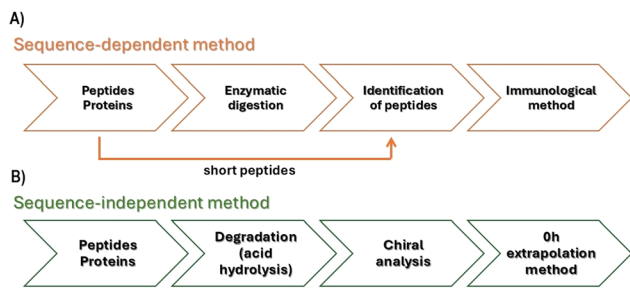 A)
Sequence-dependent method
Peptides
Proteins
Enzymatic
digestion
Identification
of peptides
Immunological
method
short peptides
B)
Sequence-independent method
Peptides
Proteins
Degradation
(acid
hydrolysis)
Chiral
analysis
0h
extrapolation
method